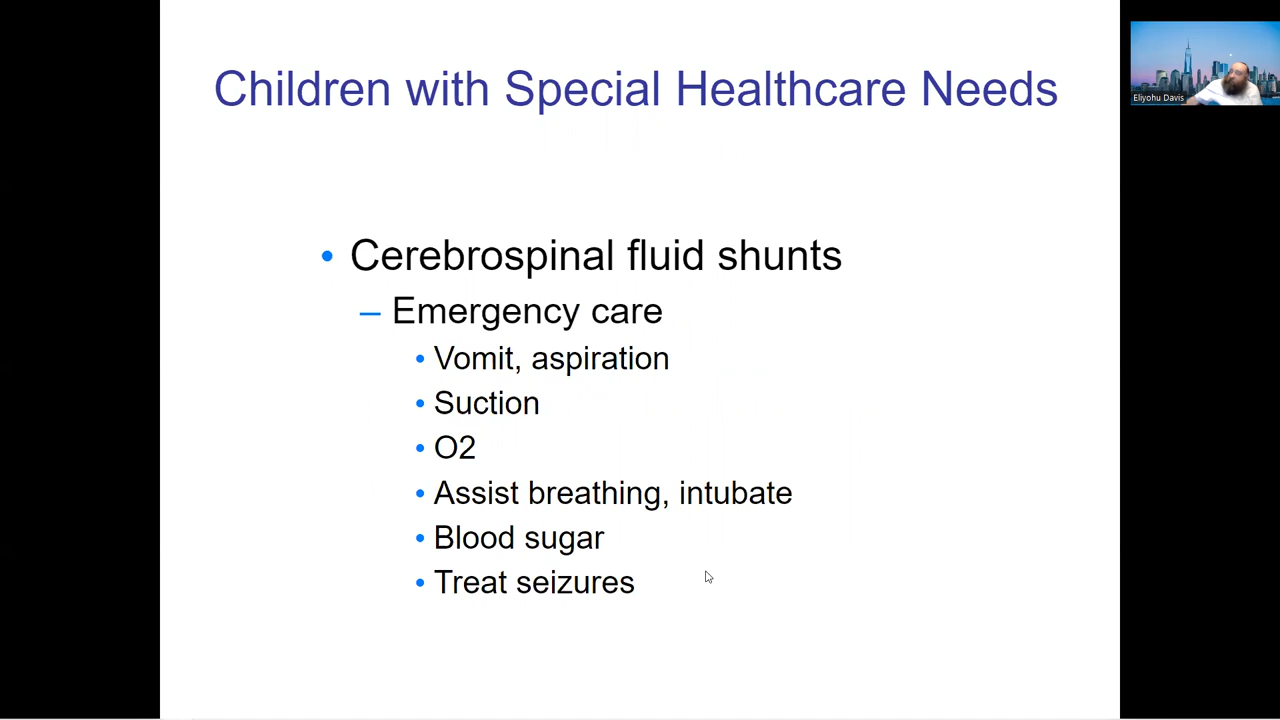 Children with Special Healthcare Needs
Eliyohu Davis
• Cerebrospinal fluid shunts
– Emergency care
• Vomit, aspiration
• Suction
• O2
• Assist breathing, intubate
• Blood sugar
• Treat seizures